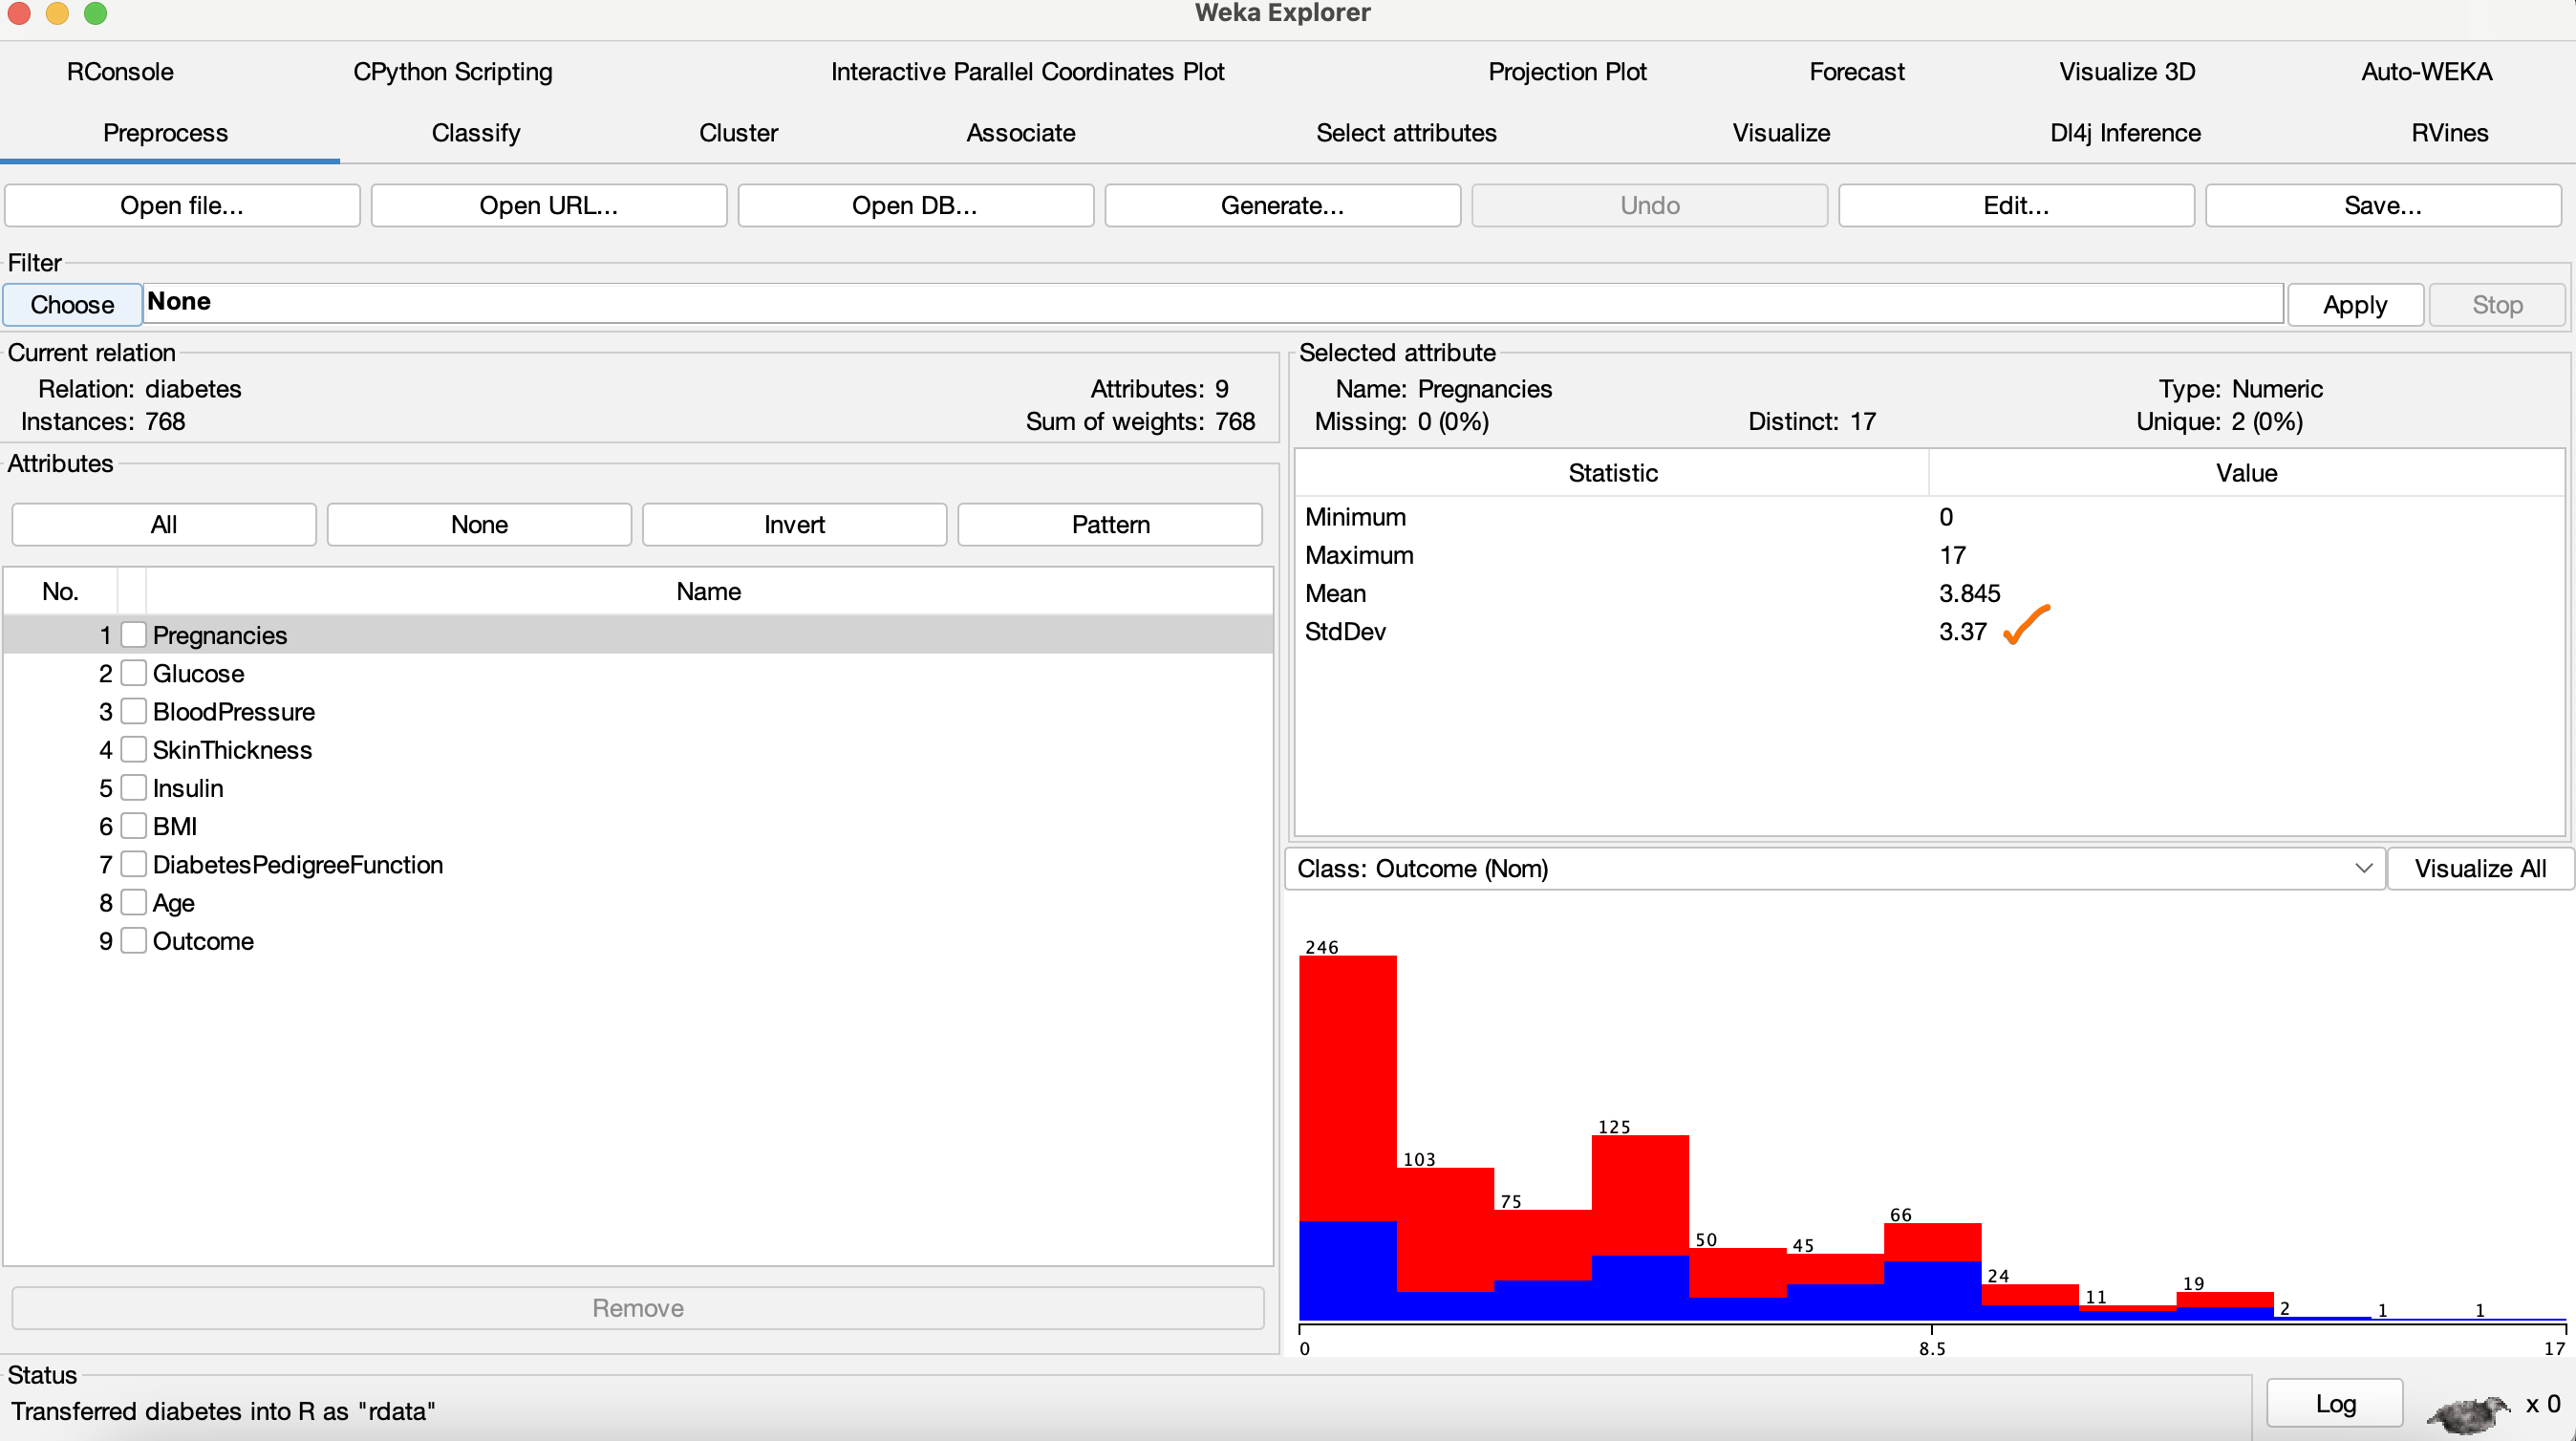 Weka Explorer
RConsole CPython Scripting Interactive Parallel Coordinates Plot Projection Plot Forecast Visualize 3D Auto-WEKA
Preprocess Classify Cluster Associate Select attributes Visualize Dl4j Inference RVines
Open file... Open URL... Open DB... Generate... Undo Edit... Save...
Filter
Choose None Apply Stop
Current relation
Relation: diabetes Attributes: 9
Instances: 768 Sum of weights: 768
Attributes
All None Invert Pattern
No. Name
1 Pregnancies
2 Glucose
3 BloodPressure
4 SkinThickness
5 Insulin
6 BMI
7 DiabetesPedigreeFunction
8 Age
9 Outcome
Remove
Selected attribute
Name: Pregnancies Type: Numeric
Missing: 0 (0%) Distinct: 17 Unique: 2 (0%)
Statistic Value
Minimum 0
Maximum 17
Mean 3.845
StdDev 3.37
Class: Outcome (Nom) Visualize All
246
103
75
125
50
45
66
24
11
19
2
1
1
0 8.5 17
Status
Transferred diabetes into R as "rdata"
Log x 0